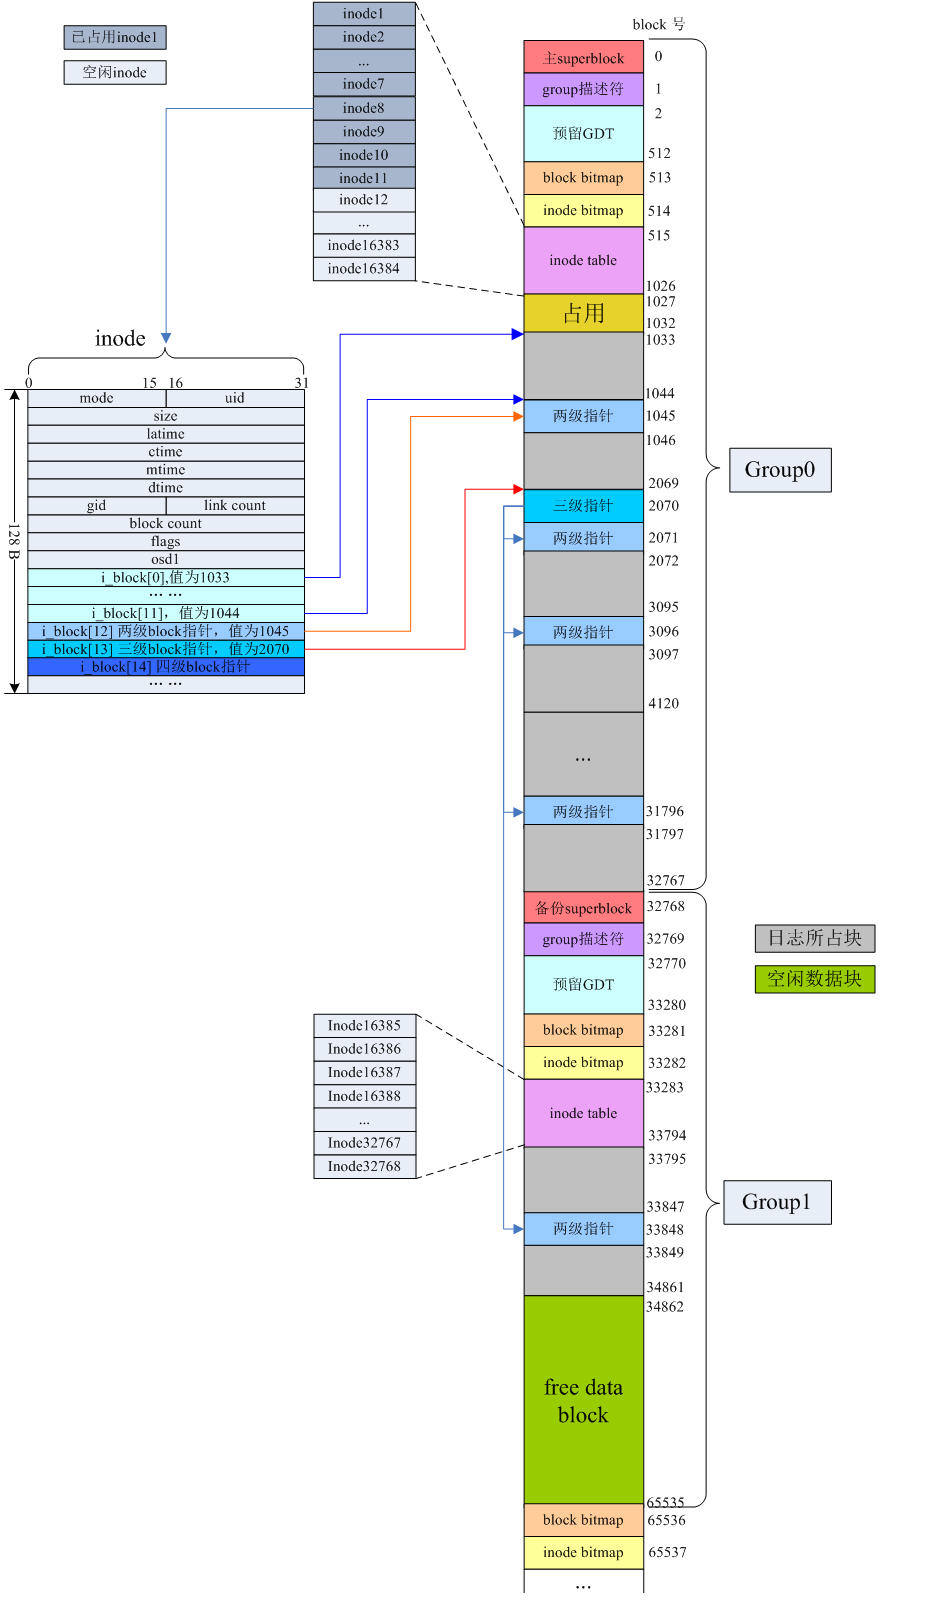 已占用inode1
空闲inode
inode1
inode2
...
inode7
inode8
inode9
inode10
inode11
inode12
...
inode16383
inode16384
inode
0
15
16
31
128 B
mode
uid
size
latime
ctime
mtime
dtime
gid
link count
block count
flags
osd1
i_block[0],值为1033
... ...
i_block[11]，值为1044
i_block[12] 两级block指针，值为1045
i_block[13] 三级block指针，值为2070
i_block[14] 四级block指针
... ...
block 号
主superblock
0
group描述符
1
预留GDT
2
512
block bitmap
513
inode bitmap
514
inode table
515
1026
占用
1027
1032
1033
1044
两级指针
1045
1046
2069
三级指针
2070
两级指针
2071
2072
3095
两级指针
3096
3097
4120
...
两级指针
31796
31797
32767
Group0
备份superblock
32768
group描述符
32769
预留GDT
32770
33280
block bitmap
33281
inode bitmap
33282
inode table
33283
33794
33795
33847
两级指针
33848
33849
34861
34862
free data
block
65535
Group1
block bitmap
65536
inode bitmap
65537
...
日志所占块
空闲数据块
Inode16385
Inode16386
Inode16387
Inode16388
...
Inode32767
Inode32768